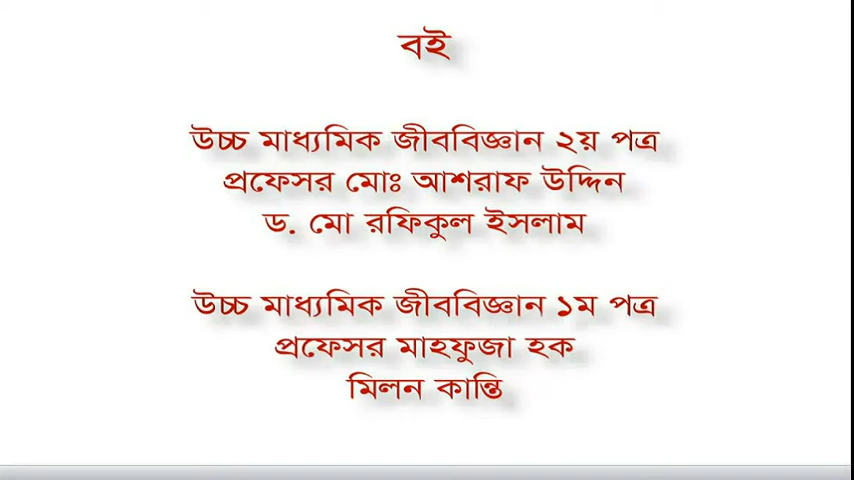 বই
উচ্চ মাধ্যমিক জীববিজ্ঞান ২য় পত্র
প্রফেসর মোঃ আশরাফ উদ্দিন
ড. মো রফিকুল ইসলাম
উচ্চ মাধ্যমিক জীববিজ্ঞান ১ম পত্র
প্রফেসর মাহফুজা হক
মিলন কান্তি